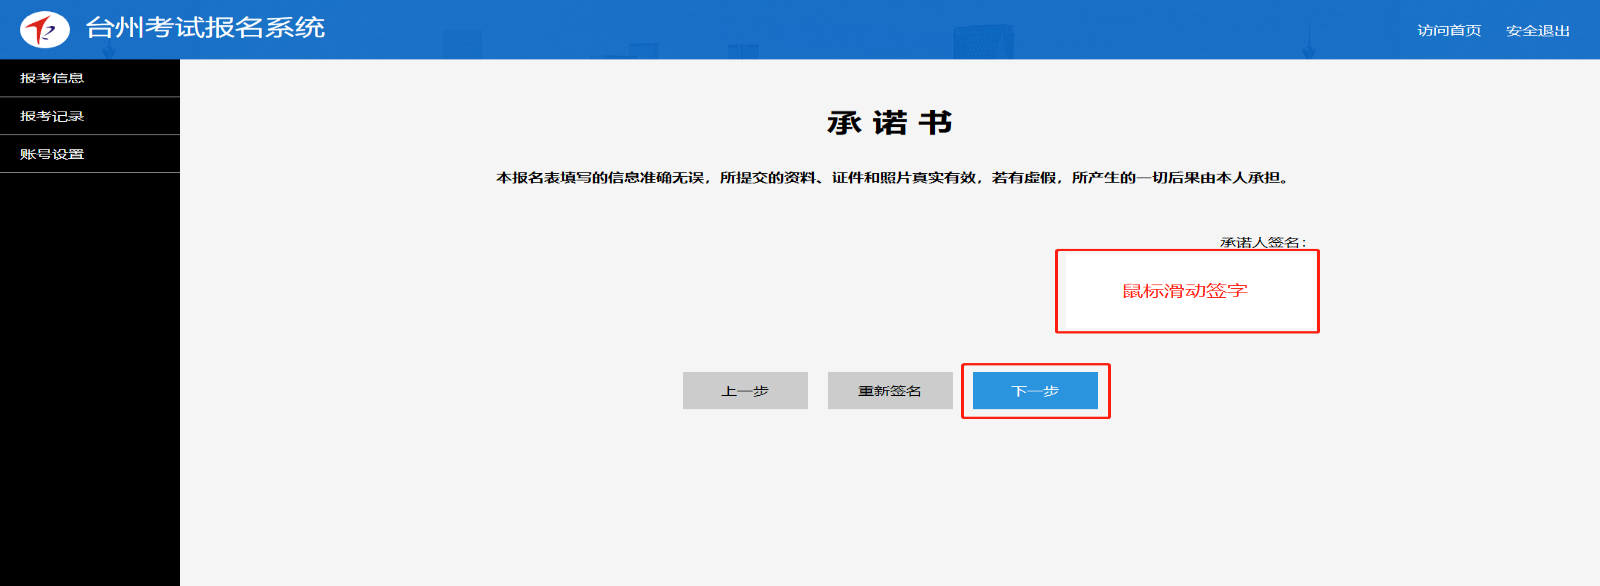 台州考试报名系统
访问首页 安全退出
报考信息
报考记录
账号设置
承 诺 书
本报名表填写的信息准确无误，所提交的资料、证件和照片真实有效，若有虚假，所产生的一切后果由本人承担。
承诺人签名：
鼠标滑动签字
上一步 重新签名 下一步